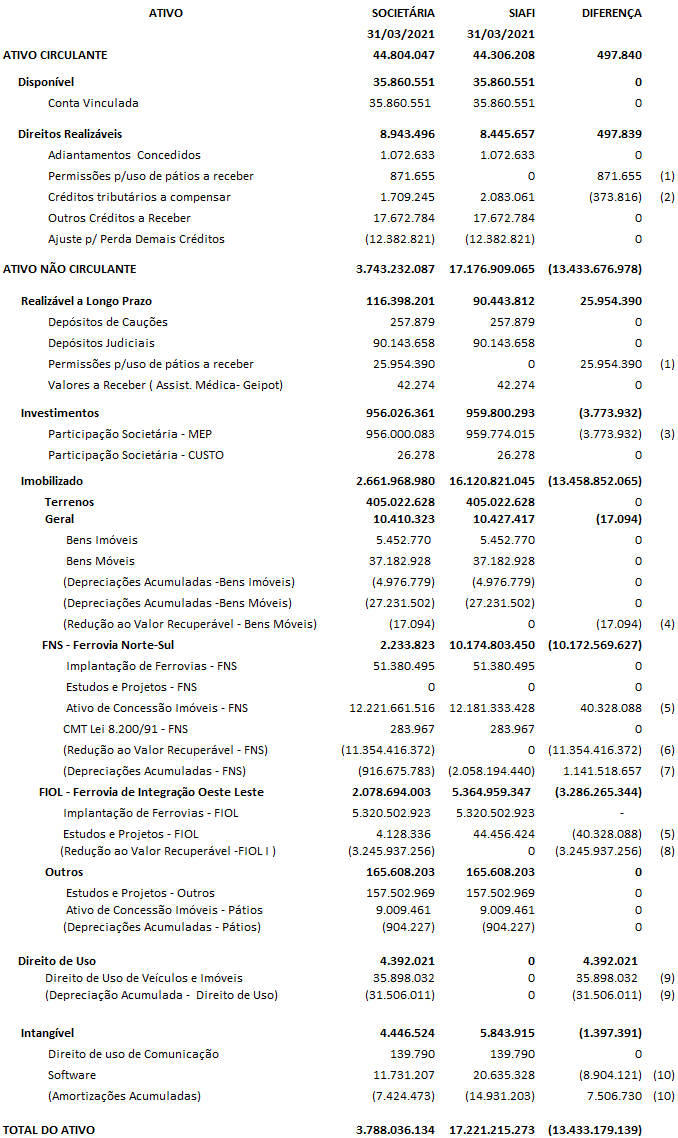 ATIVO SOCIETÁRIA SIAFI DIFERENÇA
31/03/2021 31/03/2021
ATIVO CIRCULANTE 44.804.047 44.306.208 497.840
Disponível 35.860.551 35.860.551 0
Conta Vinculada 35.860.551 35.860.551 0
Direitos Realizáveis 8.943.496 8.445.657 497.839
Adiantamentos Concedidos 1.072.633 1.072.633 0
Permissões p/uso de pátios a receber 871.655 0 871.655 (1)
Créditos tributários a compensar 1.709.245 2.083.061 (373.816) (2)
Outros Créditos a Receber 17.672.784 17.672.784 0
Ajuste p/ Perda Demais Créditos (12.382.821) (12.382.821) 0
ATIVO NÃO CIRCULANTE 3.743.232.087 17.176.909.065 (13.433.676.978)
Realizável a Longo Prazo 116.398.201 90.443.812 25.954.390
Depósitos de Cauções 257.879 257.879 0
Depósitos Judiciais 90.143.658 90.143.658 0
Permissões p/uso de pátios a receber 25.954.390 0 25.954.390 (1)
Valores a Receber ( Assist. Médica- Geipot) 42.274 42.274 0
Investimentos 956.026.361 959.800.293 (3.773.932)
Participação Societária - MEP 956.000.083 959.774.015 (3.773.932) (3)
Participação Societária - CUSTO 26.278 26.278 0
Imobilizado 2.661.968.980 16.120.821.045 (13.458.852.065)
Terrenos 405.022.628 405.022.628 0
Geral 10.410.323 10.427.417 (17.094)
Bens Imóveis 5.452.770 5.452.770 0
Bens Móveis 37.182.928 37.182.928 0
(Depreciações Acumuladas -Bens Imóveis) (4.976.779) (4.976.779) 0
(Depreciações Acumuladas -Bens Móveis) (27.231.502) (27.231.502) 0
(Redução ao Valor Recuperável - Bens Móveis) (17.094) 0 (17.094) (4)
FNS - Ferrovia Norte-Sul 2.233.823 10.174.803.450 (10.172.569.627)
Implantação de Ferrovias - FNS 51.380.495 51.380.495 0
Estudos e Projetos - FNS 0 0 0
Ativo de Concessão Imóveis - FNS 12.221.661.516 12.181.333.428 40.328.088 (5)
CMT Lei 8.200/91 - FNS 283.967 283.967 0
(Redução ao Valor Recuperável - FNS) (11.354.416.372) 0 (11.354.416.372) (6)
(Depreciações Acumuladas - FNS) (916.675.783) (2.058.194.440) 1.141.518.657 (7)
FIOL - Ferrovia de Integração Oeste Leste 2.078.694.003 5.364.959.347 (3.286.265.344)
Implantação de Ferrovias - FIOL 5.320.502.923 5.320.502.923 -
Estudos e Projetos - FIOL 4.128.336 44.456.424 (40.328.088) (5)
(Redução ao Valor Recuperável -FIOL I ) (3.245.937.256) 0 (3.245.937.256) (8)
Outros 165.608.203 165.608.203 0
Estudos e Projetos - Outros 157.502.969 157.502.969 0
Ativo de Concessão Imóveis - Pátios 9.009.461 9.009.461 0
(Depreciações Acumuladas - Pátios) (904.227) (904.227) 0
Direito de Uso 4.392.021 0 4.392.021
Direito de Uso de Veículos e Imóveis 35.898.032 0 35.898.032 (9)
(Depreciação Acumulada - Direito de Uso) (31.506.011) 0 (31.506.011) (9)
Intangível 4.446.524 5.843.915 (1.397.391)
Direito de uso de Comunicação 139.790 139.790 0
Software 11.731.207 20.635.328 (8.904.121) (10)
(Amortizações Acumuladas) (7.424.473) (14.931.203) 7.506.730 (10)
TOTAL DO ATIVO 3.788.036.134 17.221.215.273 (13.433.179.139)